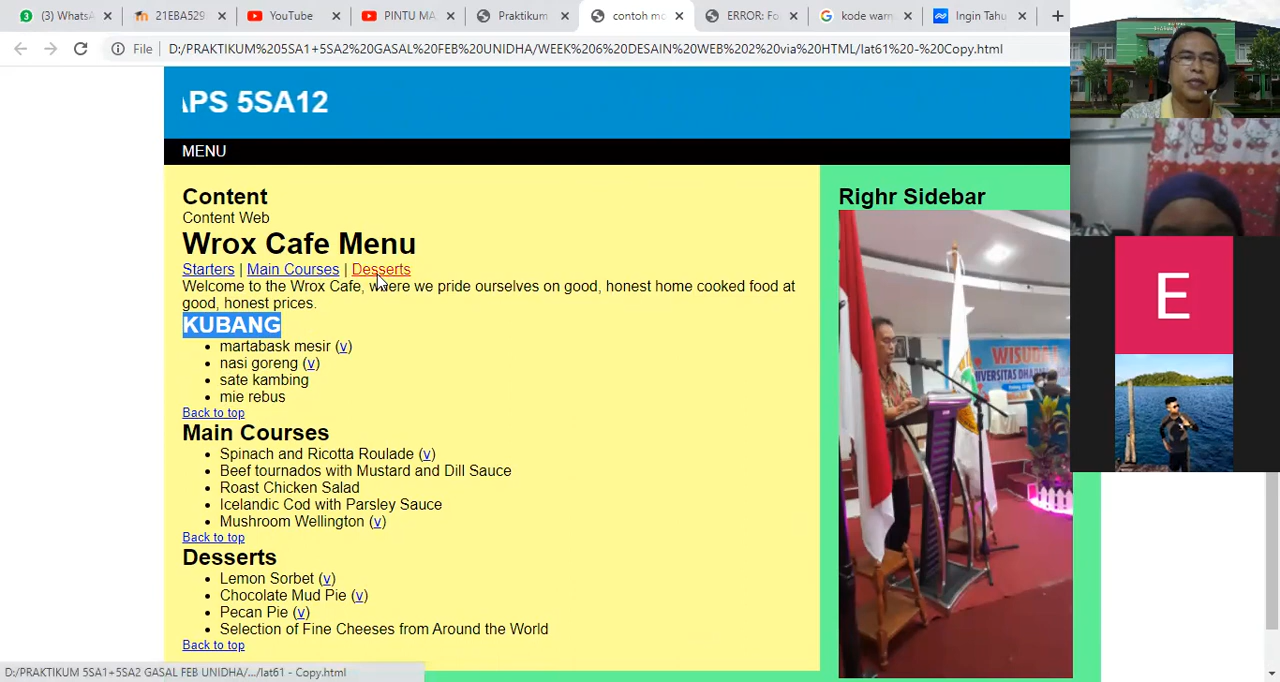 (3) WhatsA
21EBA529
YouTube
PINTU MA
Praktikum
contoh mo
ERROR: Fo
kode warn
Ingin Tahu
File
D:/PRAKTIKUM%205SA1+5SA2%20GASAL%20FEB%20UNIDHA/WEEK%206%20DESAIN%20WEB%202%20via%20HTML/lat61%20-%20Copy.html
APS 5SA12
MENU
Content
Content Web
Wrox Cafe Menu
Starters | Main Courses | Desserts
Welcome to the Wrox Cafe, where we pride ourselves on good, honest home cooked food at
good, honest prices.
KUBANG
martabask mesir (v)
nasi goreng (v)
sate kambing
mie rebus
Back to top
Main Courses
Spinach and Ricotta Roulade (v)
Beef tournados with Mustard and Dill Sauce
Roast Chicken Salad
Icelandic Cod with Parsley Sauce
Mushroom Wellington (v)
Back to top
Desserts
Lemon Sorbet (v)
Chocolate Mud Pie (v)
Pecan Pie (v)
Selection of Fine Cheeses from Around the World
Back to top
Righr Sidebar
WISUDA
UNIVERSITAS DHARMA
E
D:/PRAKTIKUM 5SA1+5SA2 GASAL FEB UNIDHA/.../lat61 - Copy.html